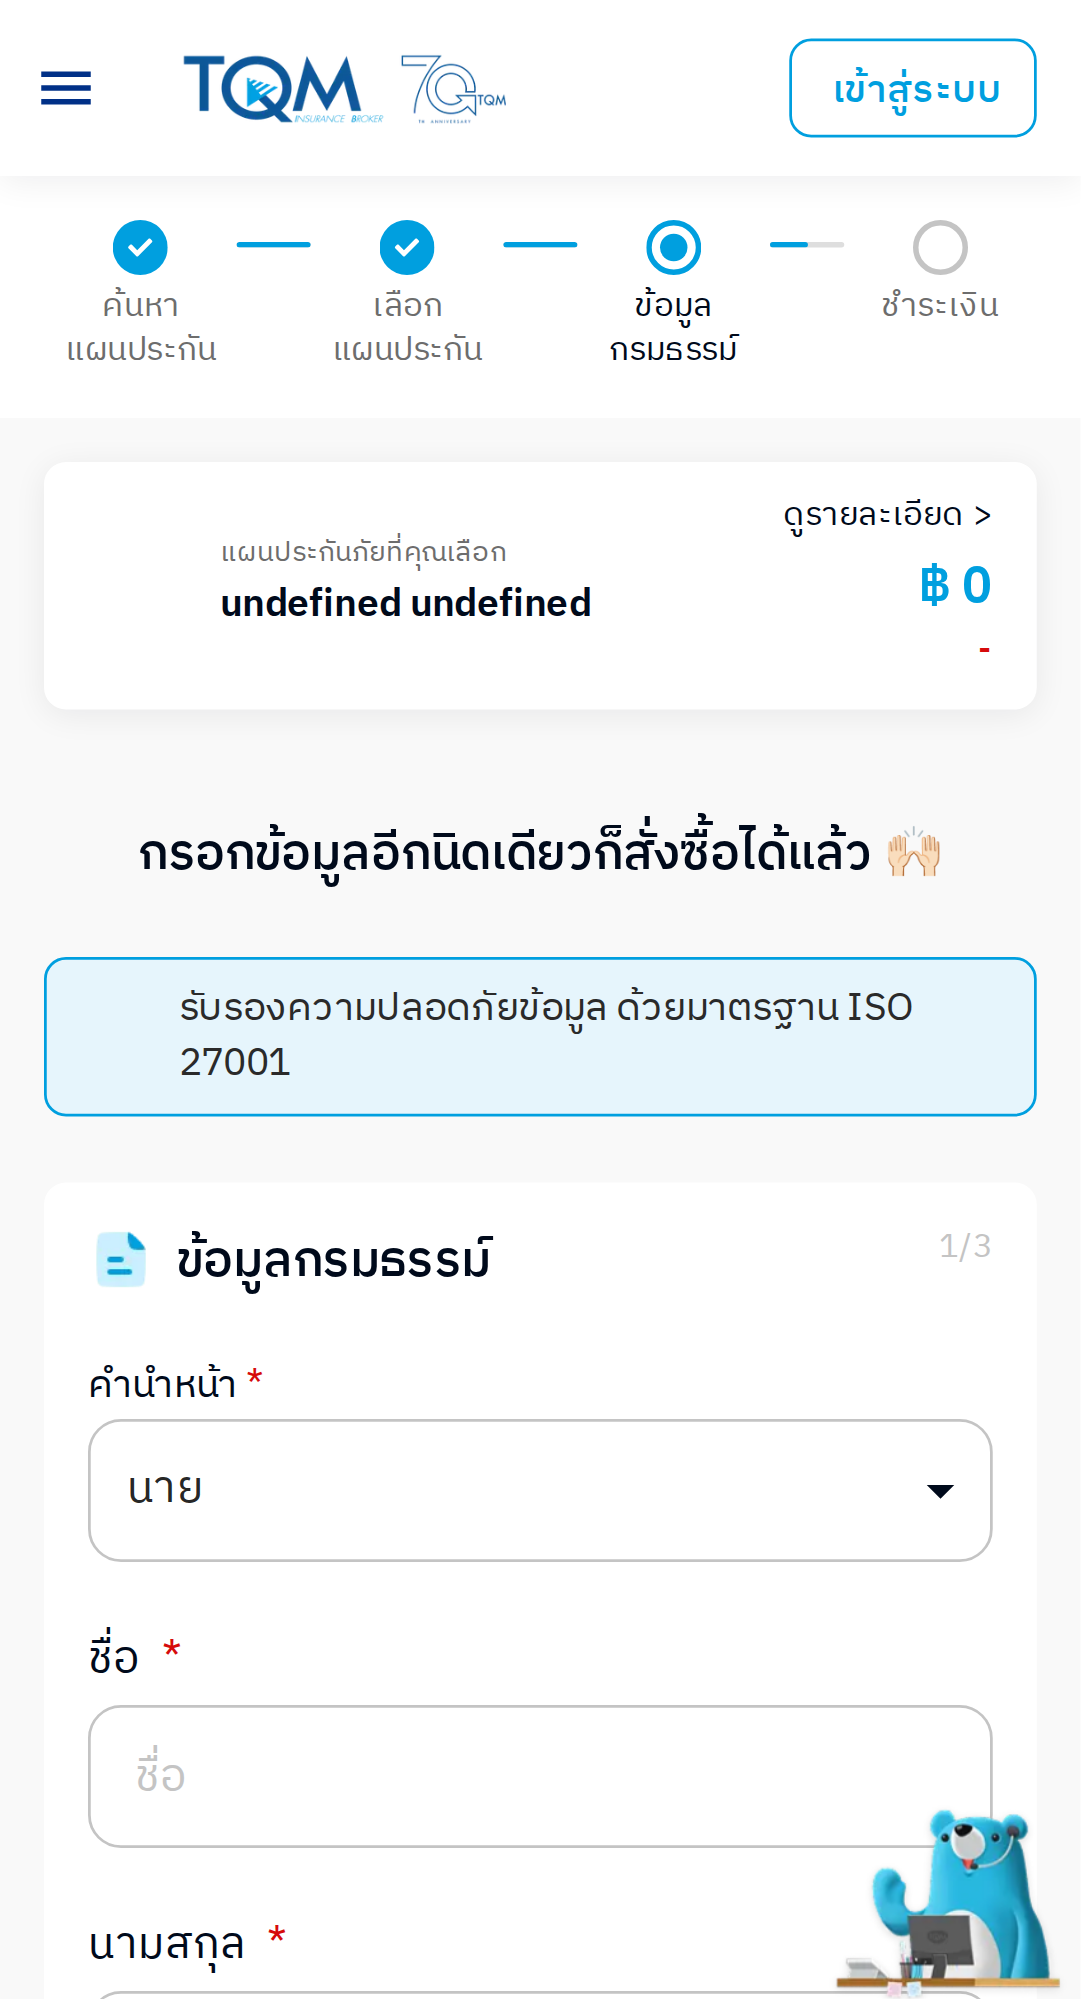 TQM
INSURANCE BROKER
70 TQM
TH ANNIVERSARY
เข้าสู่ระบบ
ค้นหา
แผนประกัน
เลือก
แผนประกัน
ข้อมูล
กรมธรรม์
ชำระเงิน
ดูรายละเอียด >
แผนประกันภัยที่คุณเลือก
undefined undefined
฿ 0
-
กรอกข้อมูลอีกนิดเดียวก็สั่งซื้อได้แล้ว 🙌🏻
รับรองความปลอดภัยข้อมูล ด้วยมาตรฐาน ISO
27001
ข้อมูลกรมธรรม์
1/3
คำนำหน้า *
นาย
ชื่อ *
ชื่อ
นามสกุล *